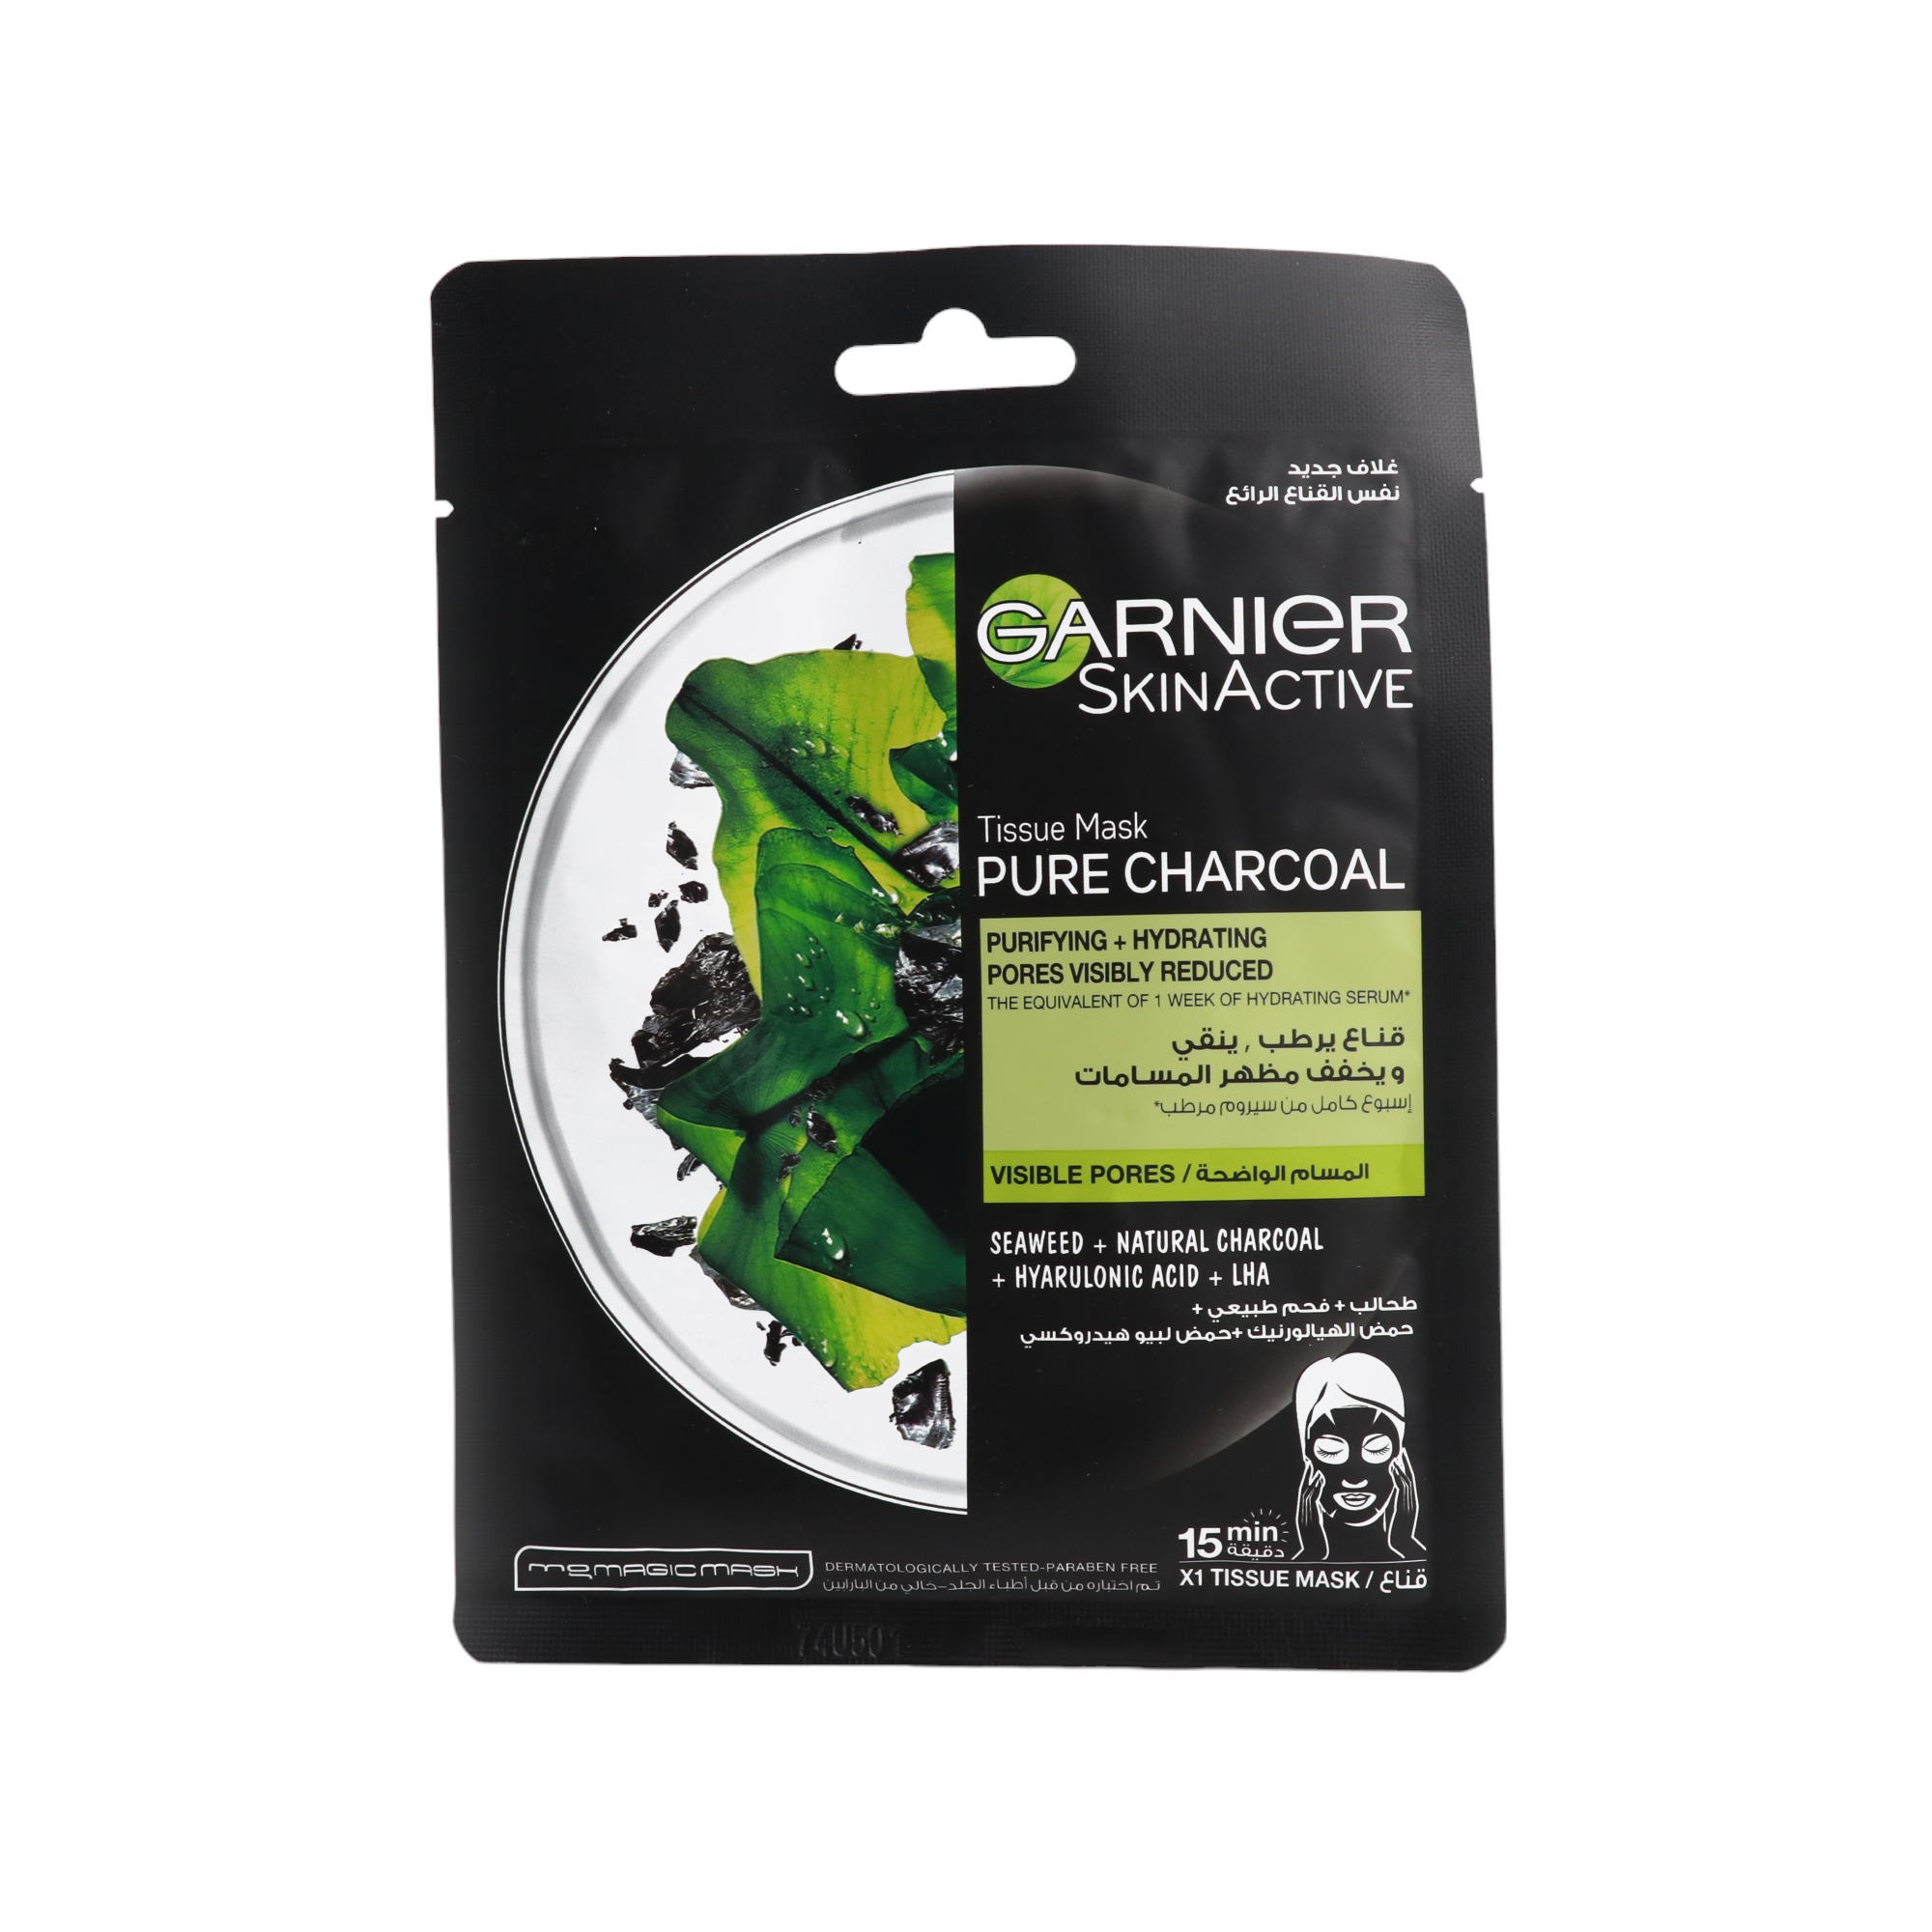 غلاف جديد
نفس القناع الرائع
GARNIER
SKINACTIVE
Tissue Mask
PURE CHARCOAL
PURIFYING + HYDRATING
PORES VISIBLY REDUCED
THE EQUIVALENT OF 1 WEEK OF HYDRATING SERUM*
قناع يرطب , ينقي
و يخفف مظهر المسامات
إسبوع كامل من سيروم مرطب*
VISIBLE PORES / المسام الواضحة
SEAWEED + NATURAL CHARCOAL
+ HYARULONIC ACID + LHA
طحالب + فحم طبيعي +
حمض الهيالورنيك +حمض ليبو هيدروكسي
15 min
دقيقة
X1 TISSUE MASK / قناع
MAGIC MASK
DERMATOLOGICALLY TESTED-PARABEN FREE
تم اختباره من قبل أطباء الجلد-خالي من البارابين
74U501